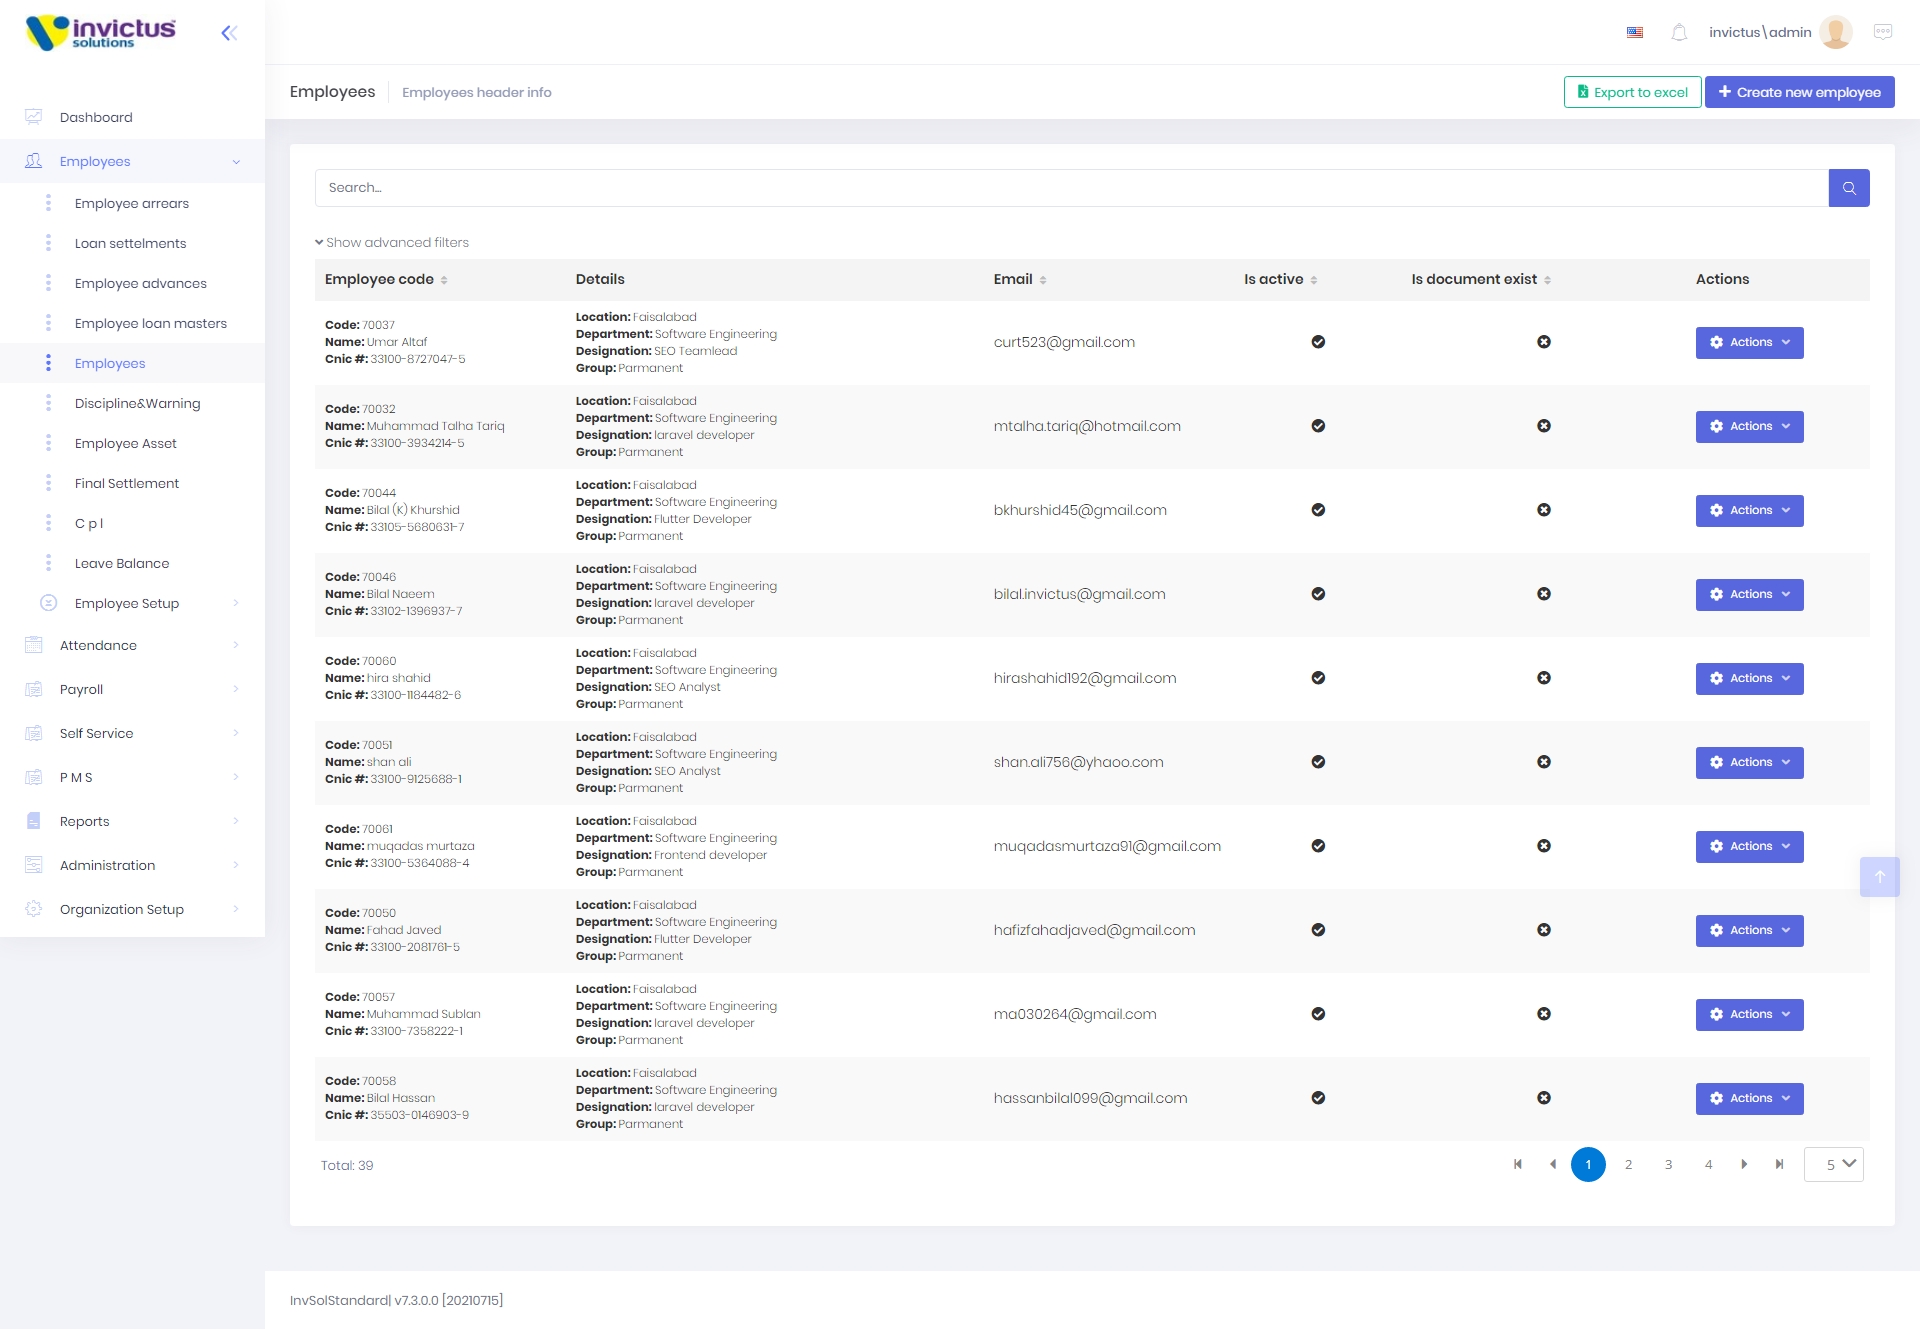 invictus
solutions
invictus\admin
Dashboard
Employees
Employee arrears
Loan settelments
Employee advances
Employee loan masters
Employees
Discipline&Warning
Employee Asset
Final Settlement
C p l
Leave Balance
Employee Setup
Attendance
Payroll
Self Service
P M S
Reports
Administration
Organization Setup
Employees Employees header info Export to excel Create new employee
Search...
Show advanced filters
Employee code Details Email Is active Is document exist Actions
Code: 70037
Name: Umar Altaf
Cnic #: 33100-8727047-5
Location: Faisalabad
Department: Software Engineering
Designation: SEO Teamlead
Group: Parmanent
curt523@gmail.com
Actions
Code: 70032
Name: Muhammad Talha Tariq
Cnic #: 33100-3934214-5
Location: Faisalabad
Department: Software Engineering
Designation: laravel developer
Group: Parmanent
mtalha.tariq@hotmail.com
Actions
Code: 70044
Name: Bilal (K) Khurshid
Cnic #: 33105-5680631-7
Location: Faisalabad
Department: Software Engineering
Designation: Flutter Developer
Group: Parmanent
bkhurshid45@gmail.com
Actions
Code: 70046
Name: Bilal Naeem
Cnic #: 33102-1396937-7
Location: Faisalabad
Department: Software Engineering
Designation: laravel developer
Group: Parmanent
bilal.invictus@gmail.com
Actions
Code: 70060
Name: hira shahid
Cnic #: 33100-1184482-6
Location: Faisalabad
Department: Software Engineering
Designation: SEO Analyst
Group: Parmanent
hirashahid192@gmail.com
Actions
Code: 70051
Name: shan ali
Cnic #: 33100-9125688-1
Location: Faisalabad
Department: Software Engineering
Designation: SEO Analyst
Group: Parmanent
shan.ali756@yhaoo.com
Actions
Code: 70061
Name: muqadas murtaza
Cnic #: 33100-5364088-4
Location: Faisalabad
Department: Software Engineering
Designation: Frontend developer
Group: Parmanent
muqadasmurtaza91@gmail.com
Actions
Code: 70050
Name: Fahad Javed
Cnic #: 33100-2081761-5
Location: Faisalabad
Department: Software Engineering
Designation: Flutter Developer
Group: Parmanent
hafizfahadjaved@gmail.com
Actions
Code: 70057
Name: Muhammad Sublan
Cnic #: 33100-7358222-1
Location: Faisalabad
Department: Software Engineering
Designation: laravel developer
Group: Parmanent
ma030264@gmail.com
Actions
Code: 70058
Name: Bilal Hassan
Cnic #: 35503-0146903-9
Location: Faisalabad
Department: Software Engineering
Designation: laravel developer
Group: Parmanent
hassanbilal099@gmail.com
Actions
Total: 39 1 2 3 4 5
InvSolStandard| v7.3.0.0 [20210715]